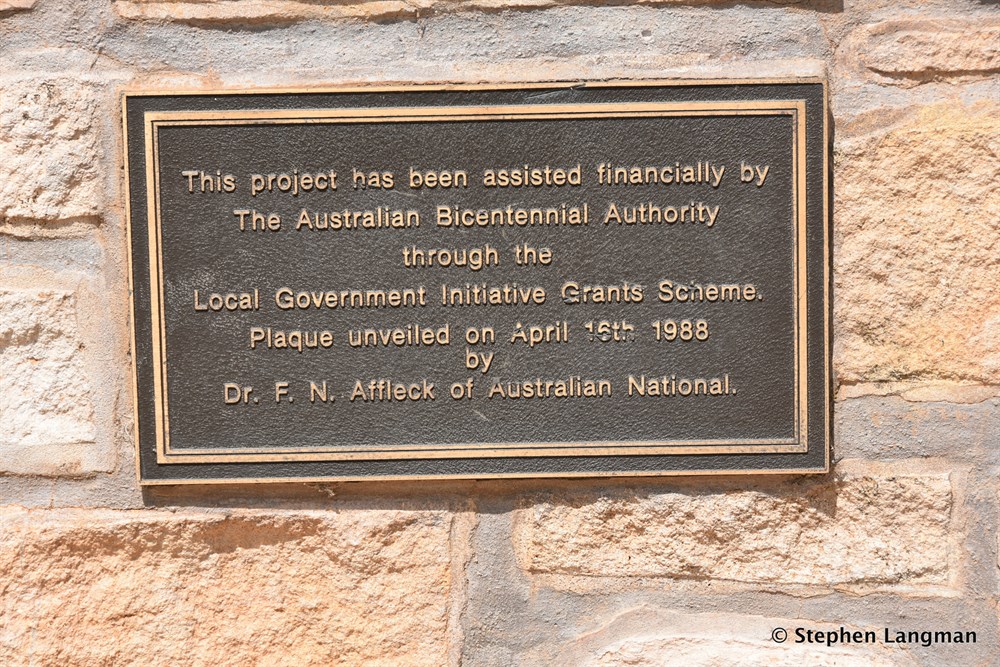 This project has been assisted financially by
The Australian Bicentennial Authority
through the
Local Government Initiative Grants Scheme.
Plaque unveiled on April 16th 1988
by
Dr. F. N. Affleck of Australian National.
© Stephen Langman